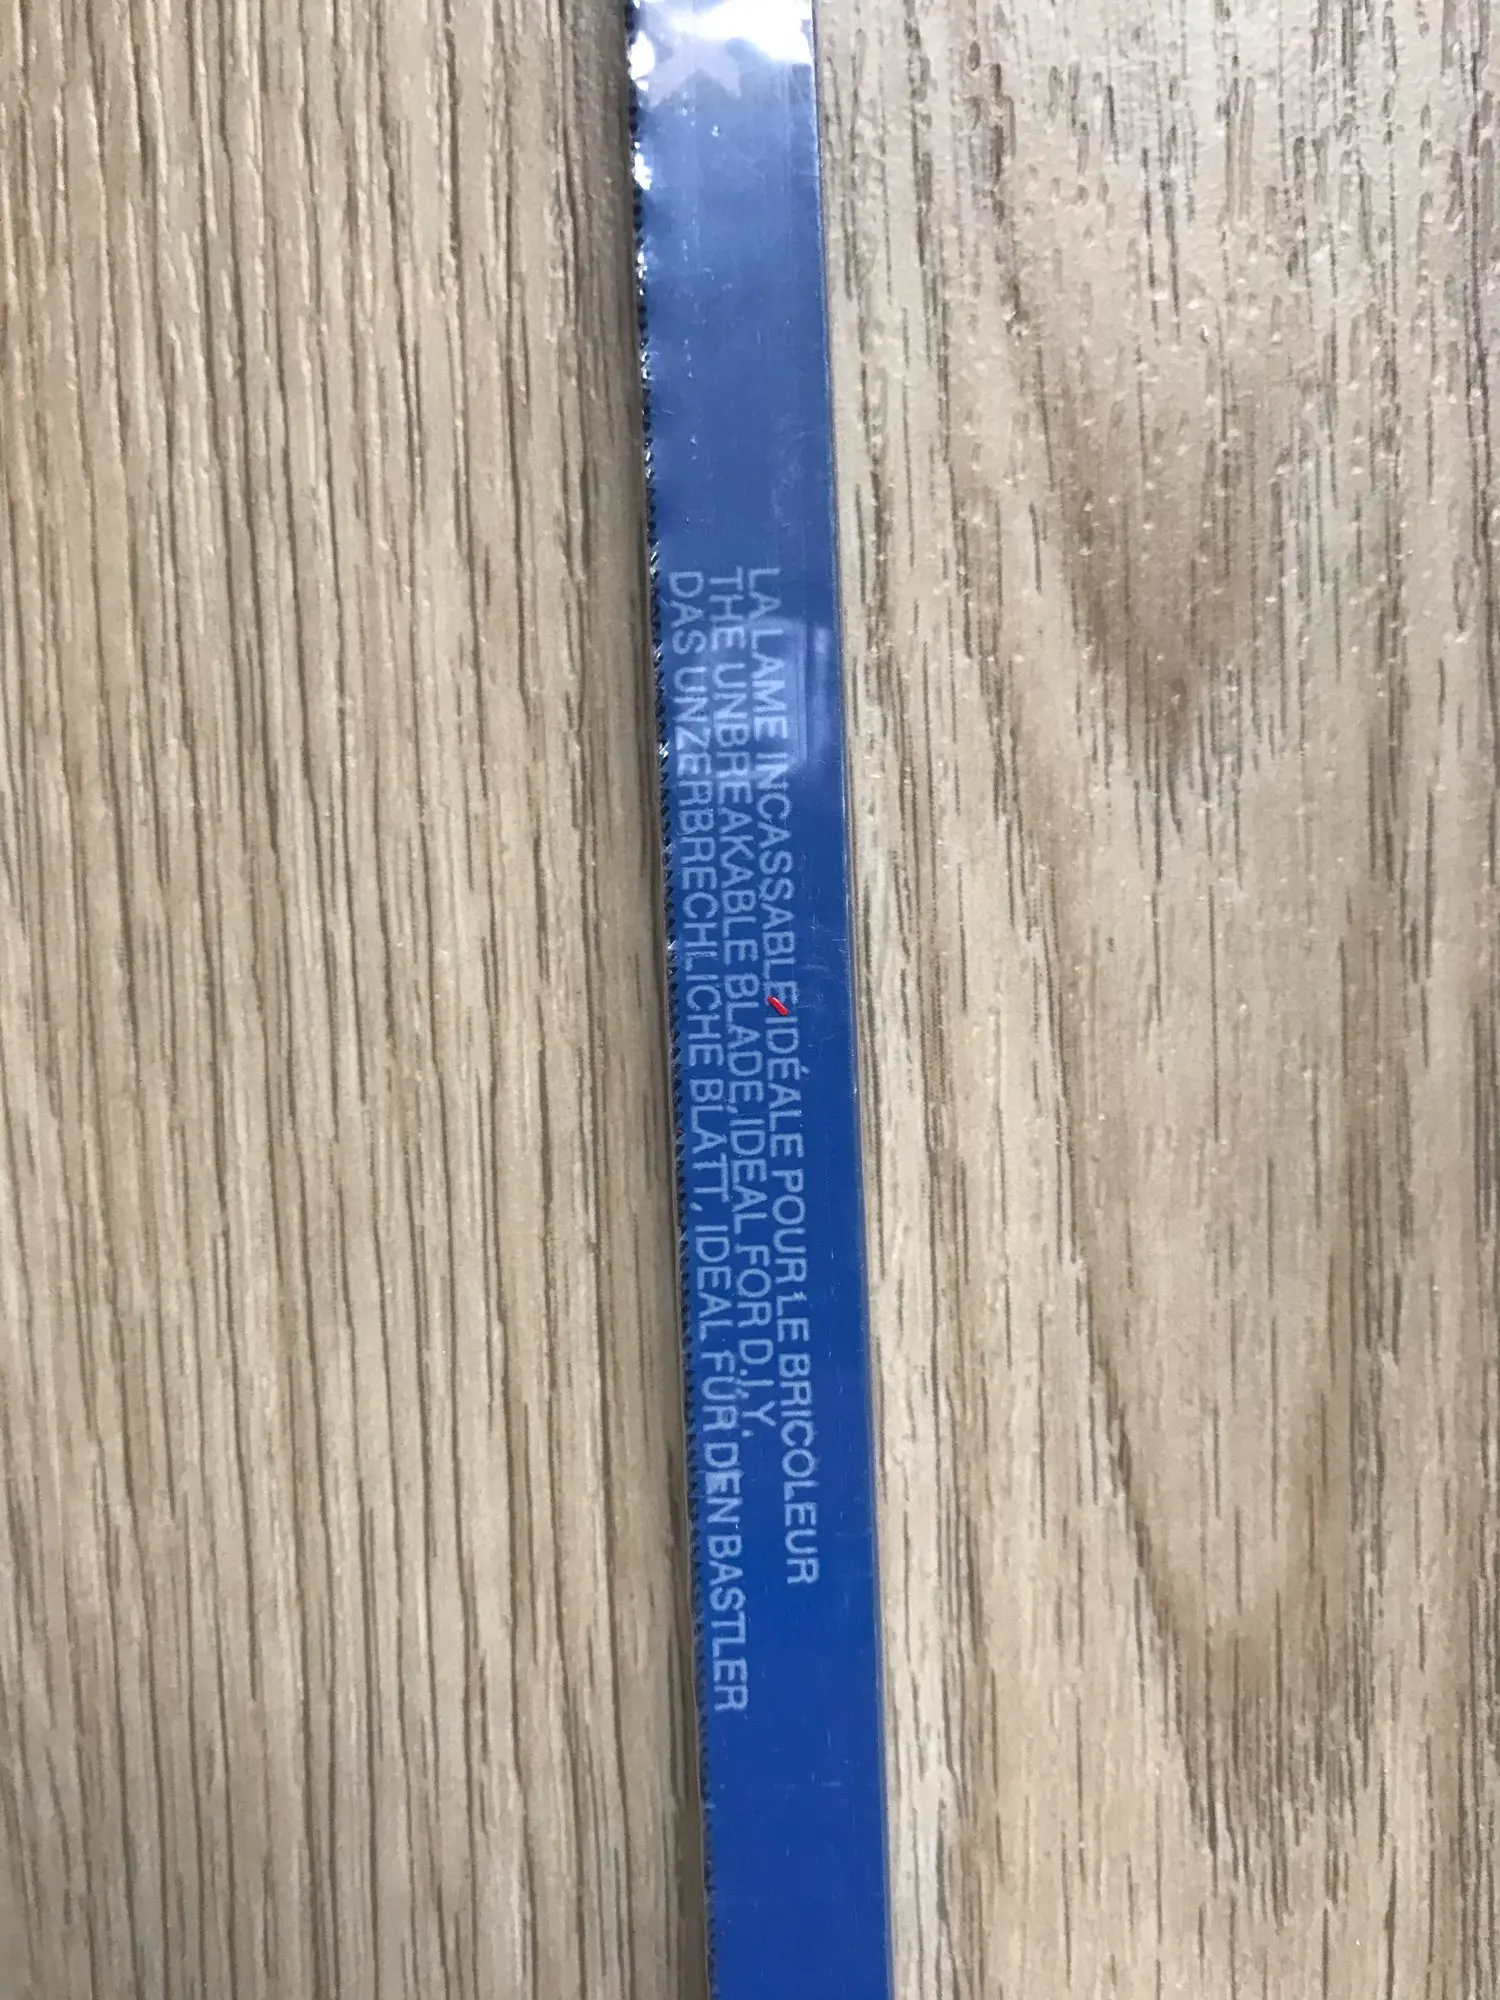 LA LAME INCASSABLE IDÉALE POUR LE BRICOLEUR
THE UNBREAKABLE BLADE, IDEAL FOR D.I.Y.
DAS UNZERBRECHLICHE BLATT, IDEAL FÜR DEN BASTLER